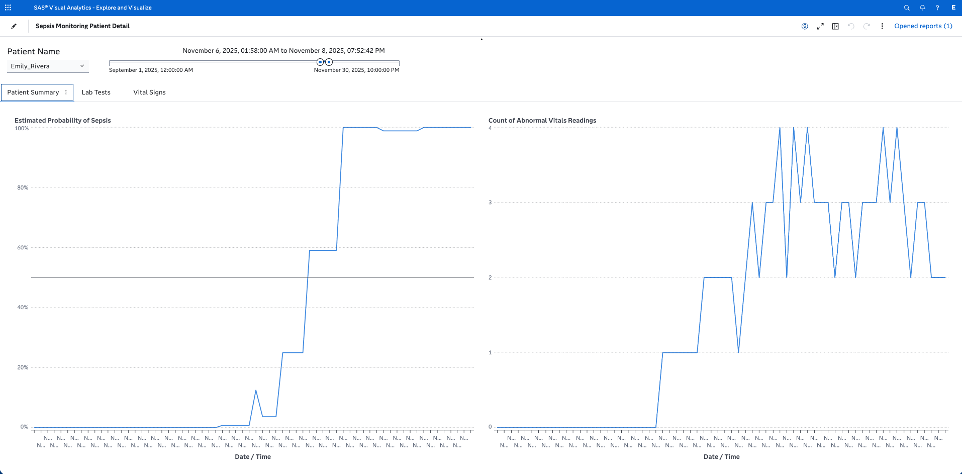 SAS® Visual Analytics - Explore and Visualize
E
Sepsis Monitoring Patient Detail
Opened reports (1)
Patient Name
Emily_Rivera
November 6, 2025, 01:58:00 AM to November 8, 2025, 07:52:42 PM
September 1, 2025, 12:00:00 AM
November 30, 2025, 10:00:00 PM
Patient Summary
Lab Tests
Vital Signs
Estimated Probability of Sepsis
100%
80%
60%
40%
20%
0%
N... N... N... N... N... N... N... N... N... N... N... N... N... N... N... N...
N... N... N... N... N... N... N... N... N... N... N... N... N... N... N... N... N...
Date / Time
Count of Abnormal Vitals Readings
4
3
2
1
0
N... N... N... N... N... N... N... N... N... N... N... N... N... N... N... N...
N... N... N... N... N... N... N... N... N... N... N... N... N... N... N... N... N...
Date / Time